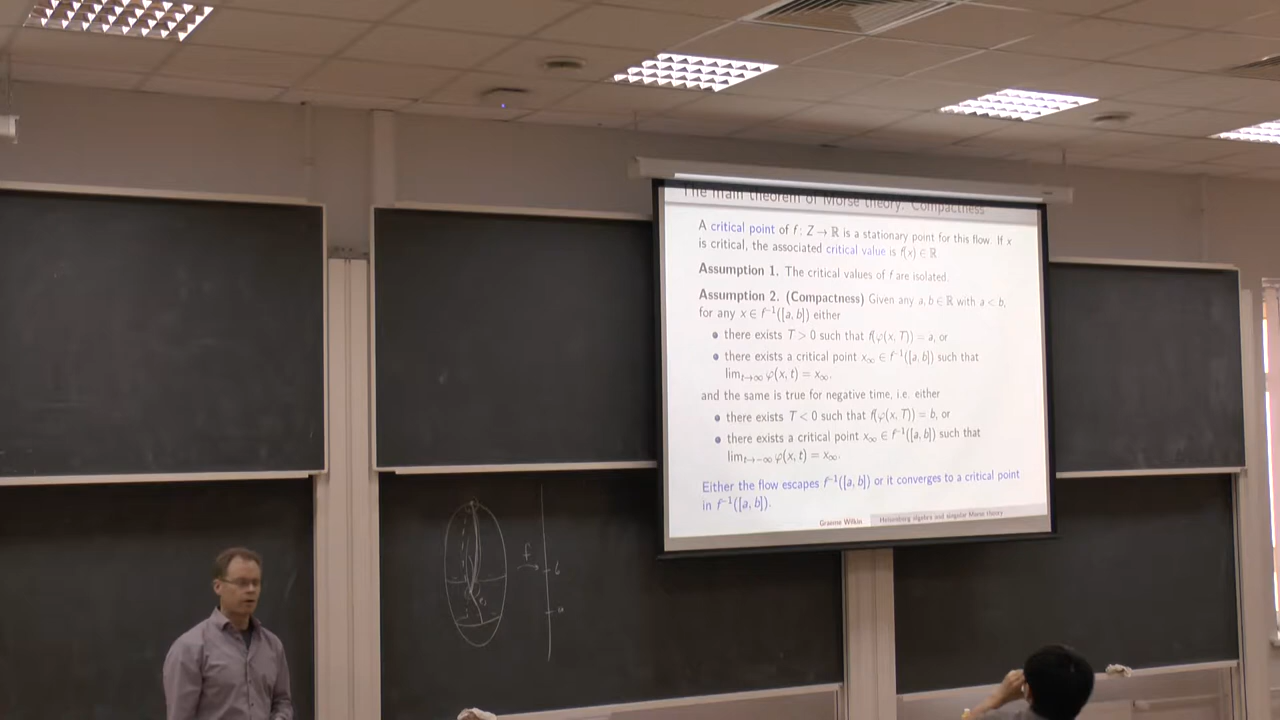 The main theorem of Morse theory: Compactness
A critical point of f : Z → ℝ is a stationary point for this flow. If x
is critical, the associated critical value is f(x) ∈ ℝ.
Assumption 1. The critical values of f are isolated.
Assumption 2. (Compactness) Given any a, b ∈ ℝ with a < b,
for any x ∈ f⁻¹([a, b]) either
• there exists T > 0 such that f(φ(x, T)) = a, or
• there exists a critical point x∞ ∈ f⁻¹([a, b]) such that
lim t→∞ φ(x, t) = x∞.
and the same is true for negative time, i.e. either
• there exists T < 0 such that f(φ(x, T)) = b, or
• there exists a critical point x∞ ∈ f⁻¹([a, b]) such that
lim t→−∞ φ(x, t) = x∞.
Either the flow escapes f⁻¹([a, b]) or it converges to a critical point
in f⁻¹([a, b]).
Graeme Wilkin Heisenberg algebra and singular Morse theory
f
b
a